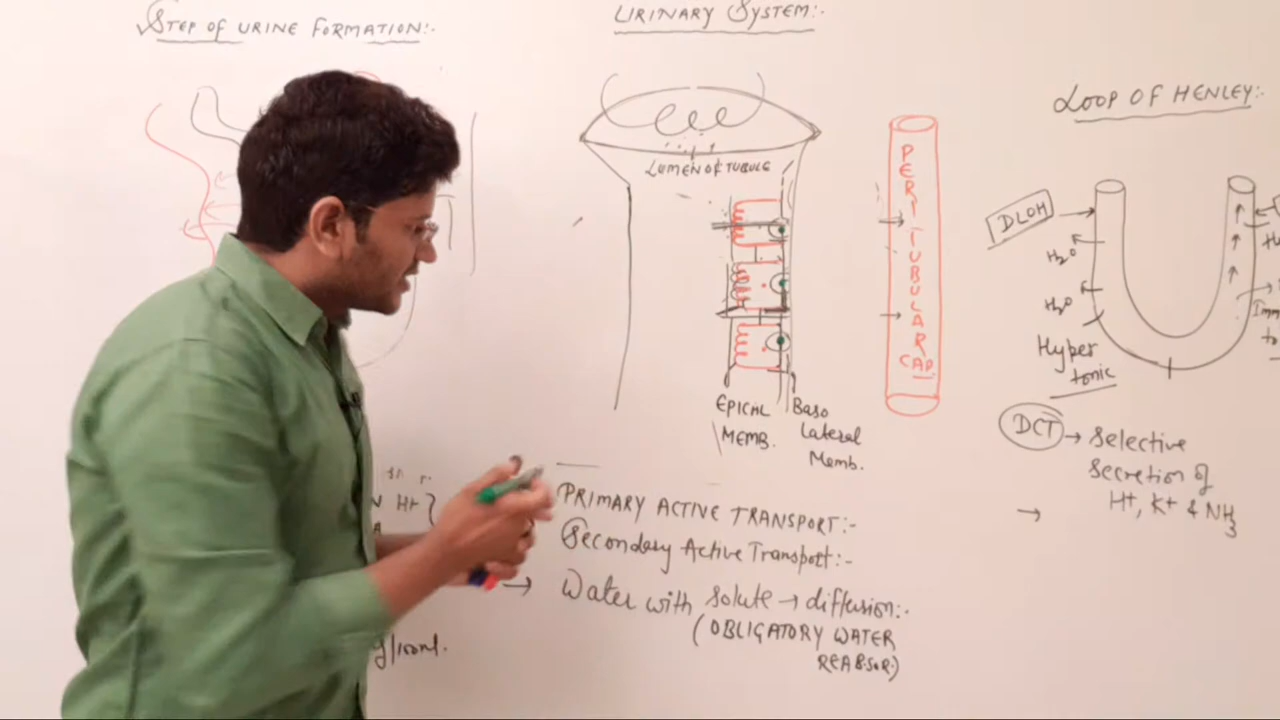 STEP OF URINE FORMATION:-
URINARY SYSTEM:-
LUMEN OF TUBULE
EPICAL
MEMB.
Baso
Lateral
Memb.
PERITUBULAR
CAP.
LOOP OF HENLEY:-
DLOH
H2O
H2O
Hyper
tonic
DCT → Selective
Secretion of
H+, K+ & NH3
→
H+ }
PRIMARY ACTIVE TRANSPORT:-
Secondary Active Transport:-
→ Water with solute → diffusion:-
(OBLIGATORY WATER
REABSOR.)